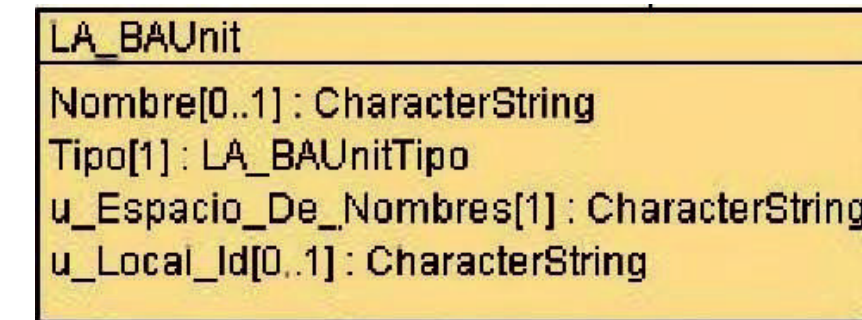 LA_BAUnit
Nombre[0..1] : CharacterString
Tipo[1] : LA_BAUnitTipo
u_Espacio_De_Nombres[1] : CharacterString
u_Local_Id[0..1] : CharacterString